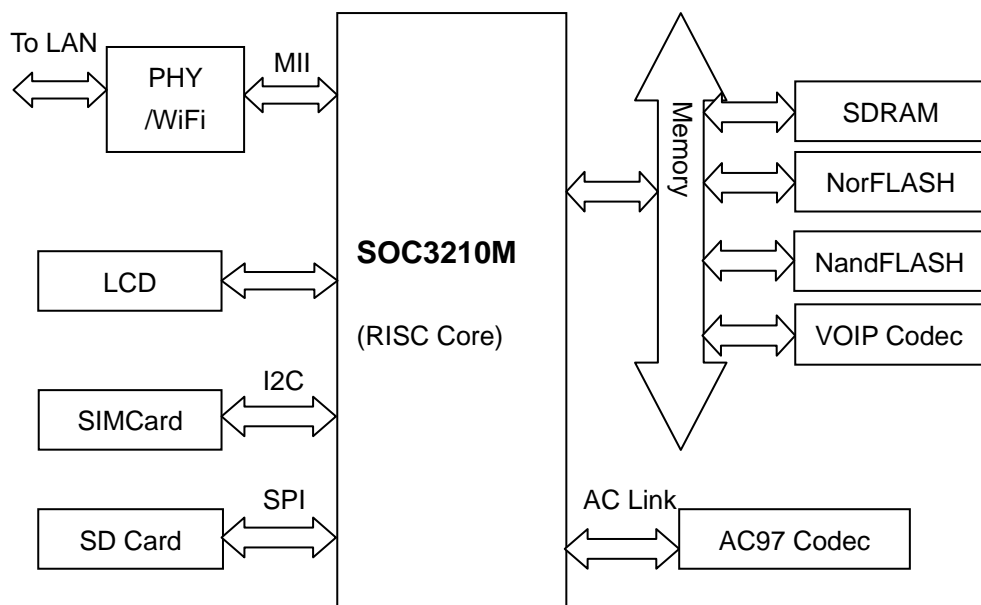 To LAN
PHY
/WiFi
MII
LCD
I2C
SIMCard
SPI
SD Card
SOC3210M
(RISC Core)
Memory
SDRAM
NorFLASH
NandFLASH
VOIP Codec
AC Link
AC97 Codec